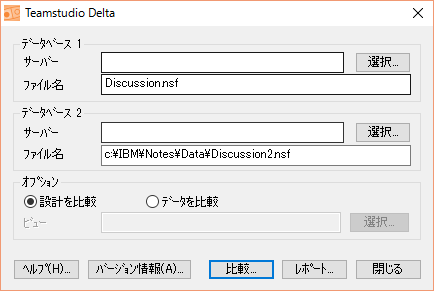 Teamstudio Delta
データベース 1
サーバー
選択...
ファイル名
Discussion.nsf
データベース 2
サーバー
選択...
ファイル名
c:¥IBM¥Notes¥Data¥Discussion2.nsf
オプション
設計を比較
データを比較
ビュー
選択...
ヘルプ(H)...
バージョン情報(A)...
比較...
レポート...
閉じる